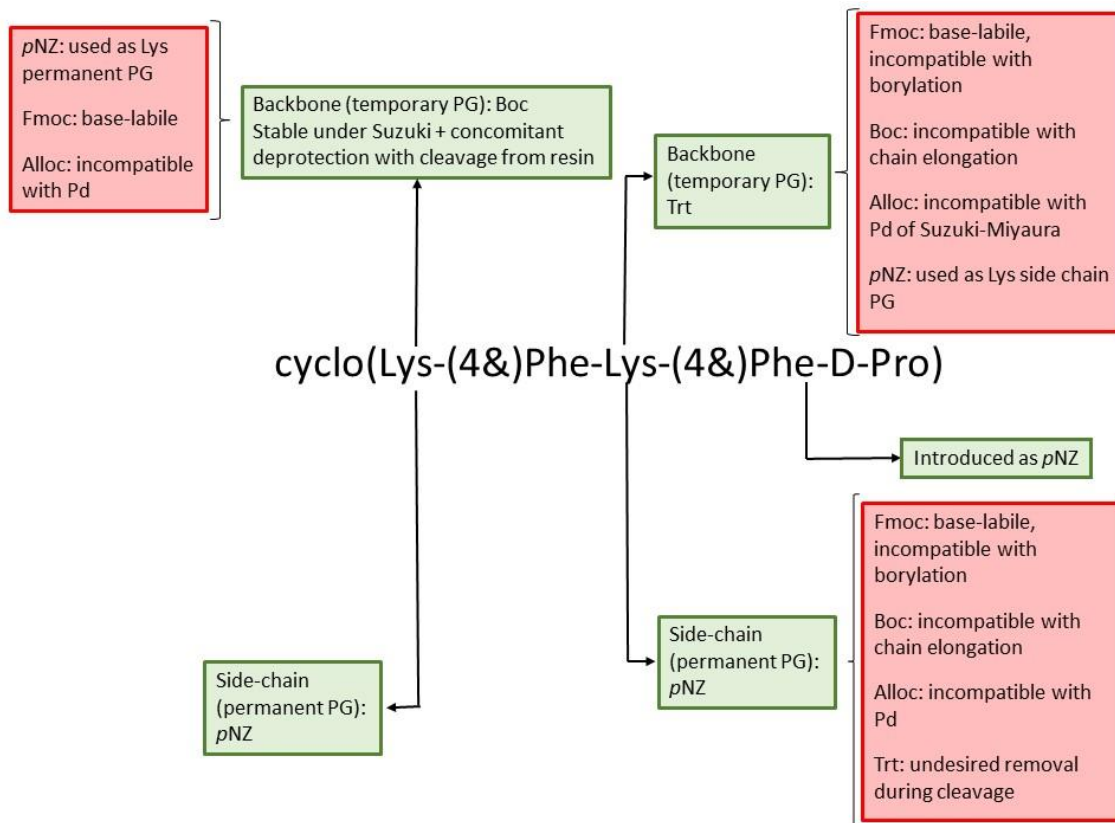 pNZ: used as Lys
permanent PG
Fmoc: base-labile
Alloc: incompatible
with Pd
Backbone (temporary PG): Boc
Stable under Suzuki + concomitant
deprotection with cleavage from resin
Backbone
(temporary PG):
Trt
Fmoc: base-labile,
incompatible with
borylation
Boc: incompatible with
chain elongation
Alloc: incompatible with
Pd of Suzuki-Miyaura
pNZ: used as Lys side chain
PG
cyclo(Lys-(4&)Phe-Lys-(4&)Phe-D-Pro)
Introduced as pNZ
Side-chain
(permanent PG):
pNZ
Side-chain
(permanent PG):
pNZ
Fmoc: base-labile,
incompatible with
borylation
Boc: incompatible with
chain elongation
Alloc: incompatible with
Pd
Trt: undesired removal
during cleavage